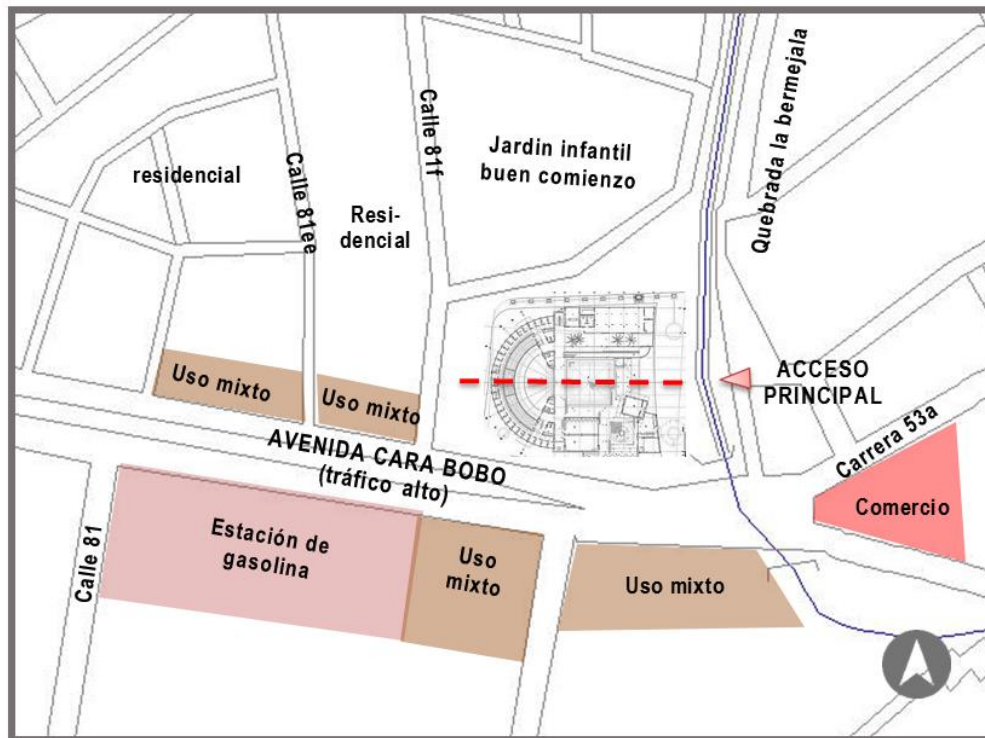 Quebrada la bermejala
Calle 81f
Jardin infantil
buen comienzo
residencial
Calle 81ee
Resi-
dencial
Uso mixto
Uso mixto
ACCESO
PRINCIPAL
AVENIDA CARA BOBO
(tráfico alto)
Carrera 53a
Comercio
Calle 81
Estación de
gasolina
Uso
mixto
Uso mixto